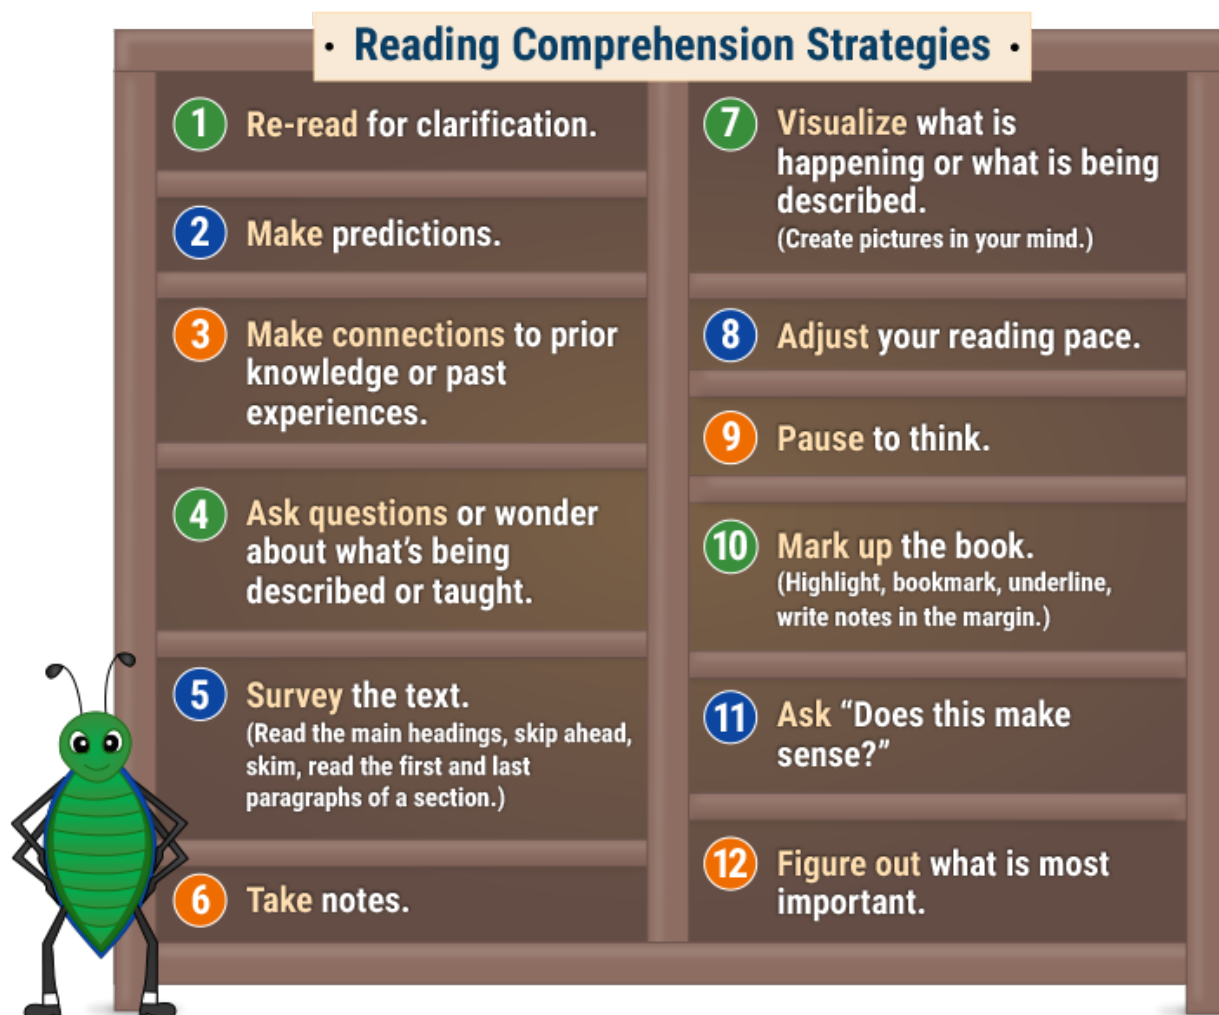 • Reading Comprehension Strategies •
1 Re-read for clarification.
2 Make predictions.
3 Make connections to prior
knowledge or past
experiences.
4 Ask questions or wonder
about what’s being
described or taught.
5 Survey the text.
(Read the main headings, skip ahead,
skim, read the first and last
paragraphs of a section.)
6 Take notes.
7 Visualize what is
happening or what is being
described.
(Create pictures in your mind.)
8 Adjust your reading pace.
9 Pause to think.
10 Mark up the book.
(Highlight, bookmark, underline,
write notes in the margin.)
11 Ask “Does this make
sense?”
12 Figure out what is most
important.